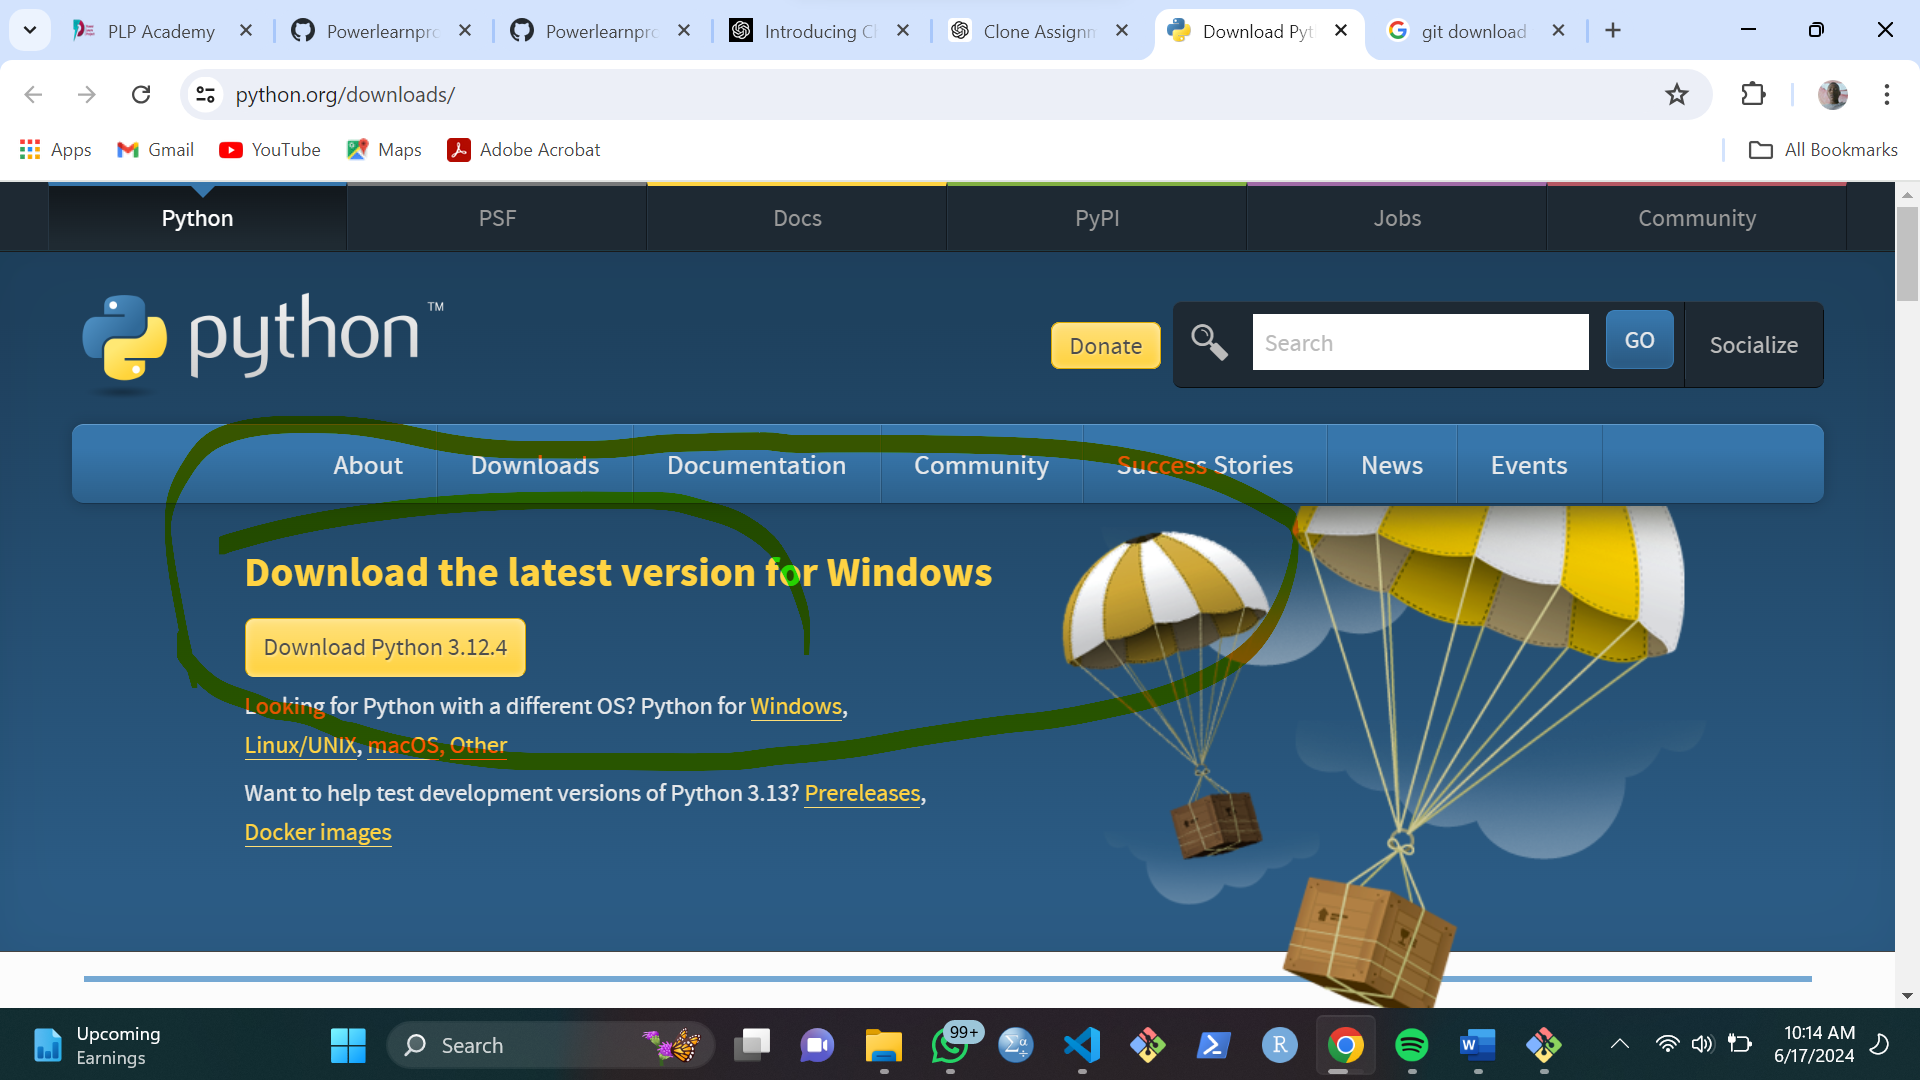 PLP Academy
Powerlearnpro
Powerlearnpro
Introducing Cl
Clone Assignm
Download Pyt
git download
python.org/downloads/
Apps
Gmail
YouTube
Maps
Adobe Acrobat
All Bookmarks
Python
PSF
Docs
PyPI
Jobs
Community
python™
Donate
Search
GO
Socialize
About
Downloads
Documentation
Community
Success Stories
News
Events
Download the latest version for Windows
Download Python 3.12.4
Looking for Python with a different OS? Python for Windows,
Linux/UNIX, macOS, Other
Want to help test development versions of Python 3.13? Prereleases,
Docker images
Upcoming
Earnings
Search
99+
10:14 AM
6/17/2024